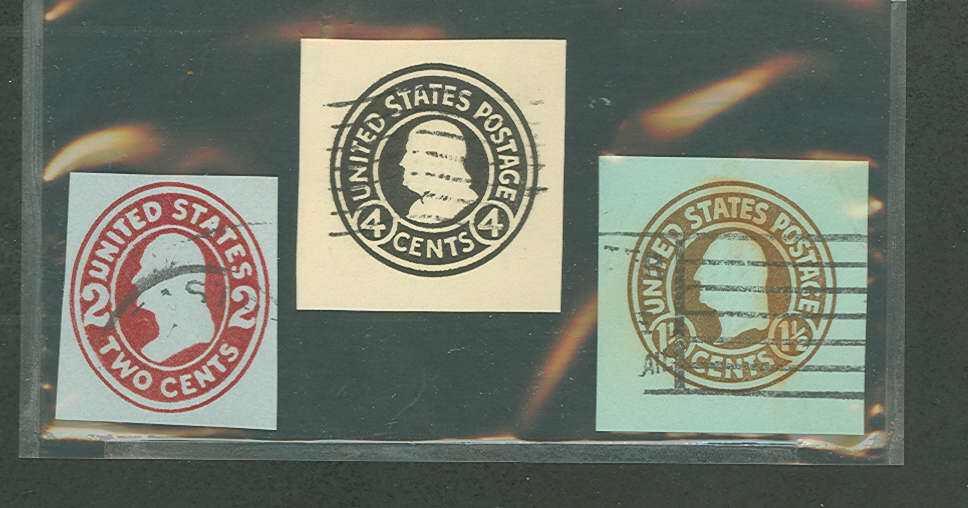 UNITED STATES
2 2
TWO CENTS
UNITED STATES POSTAGE
4 4
CENTS
UNITED STATES POSTAGE
1½ 1½
CENTS